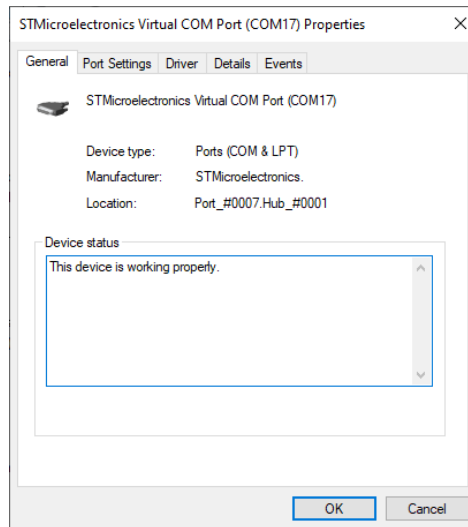 STMicroelectronics Virtual COM Port (COM17) Properties
General Port Settings Driver Details Events
STMicroelectronics Virtual COM Port (COM17)
Device type: Ports (COM & LPT)
Manufacturer: STMicroelectronics.
Location: Port_#0007.Hub_#0001
Device status
This device is working properly.
OK Cancel